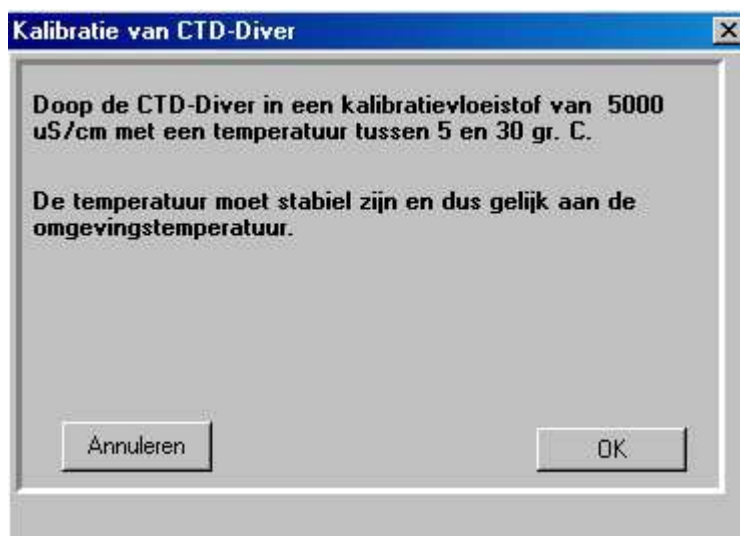 Kalibratie van CTD-Diver
Doop de CTD-Diver in een kalibratievloeistof van 5000
uS/cm met een temperatuur tussen 5 en 30 gr. C.
De temperatuur moet stabiel zijn en dus gelijk aan de
omgevingstemperatuur.
Annuleren
OK